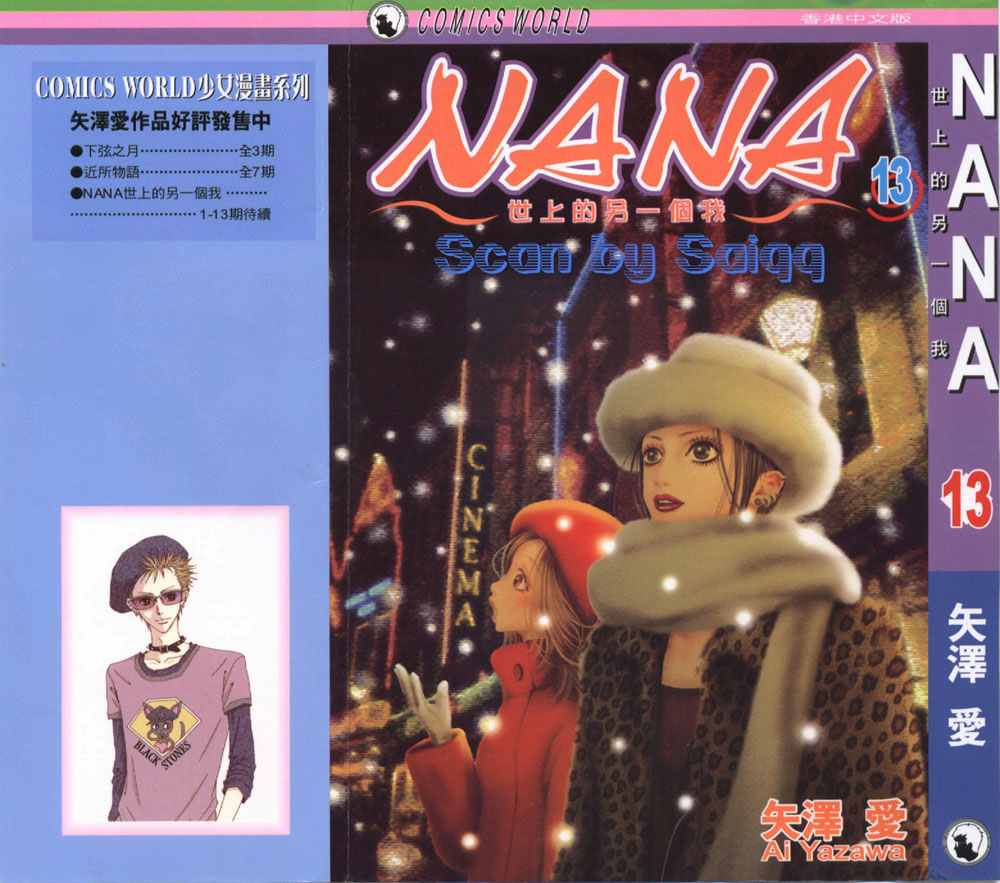 COMICS WORLD
香港中文版
COMICS WORLD少女漫畫系列
矢澤愛作品好評發售中
●下弦之月·····················全3期
●近所物語·····················全7期
●NANA世上的另一個我 ·········
●·························1-13期待續
BLACK STONES
NANA
13
世上的另一個我
Scan by Saiqq
CINEMA
矢澤 愛
Ai Yazawa
NANA
世上的另一個我
13
矢澤 愛